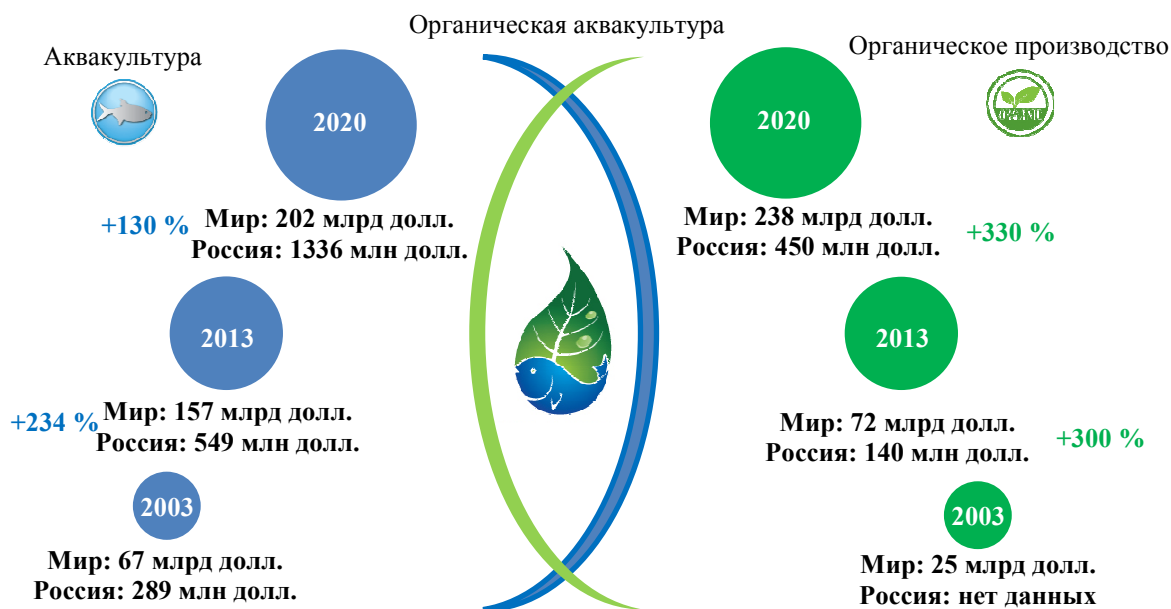 Органическая аквакультура
Аквакультура
2020
Мир: 202 млрд долл.
Россия: 1336 млн долл.
+130 %
2013
Мир: 157 млрд долл.
Россия: 549 млн долл.
+234 %
2003
Мир: 67 млрд долл.
Россия: 289 млн долл.
Органическое производство
2020
Мир: 238 млрд долл.
Россия: 450 млн долл.
+330 %
2013
Мир: 72 млрд долл.
Россия: 140 млн долл.
+300 %
2003
Мир: 25 млрд долл.
Россия: нет данных